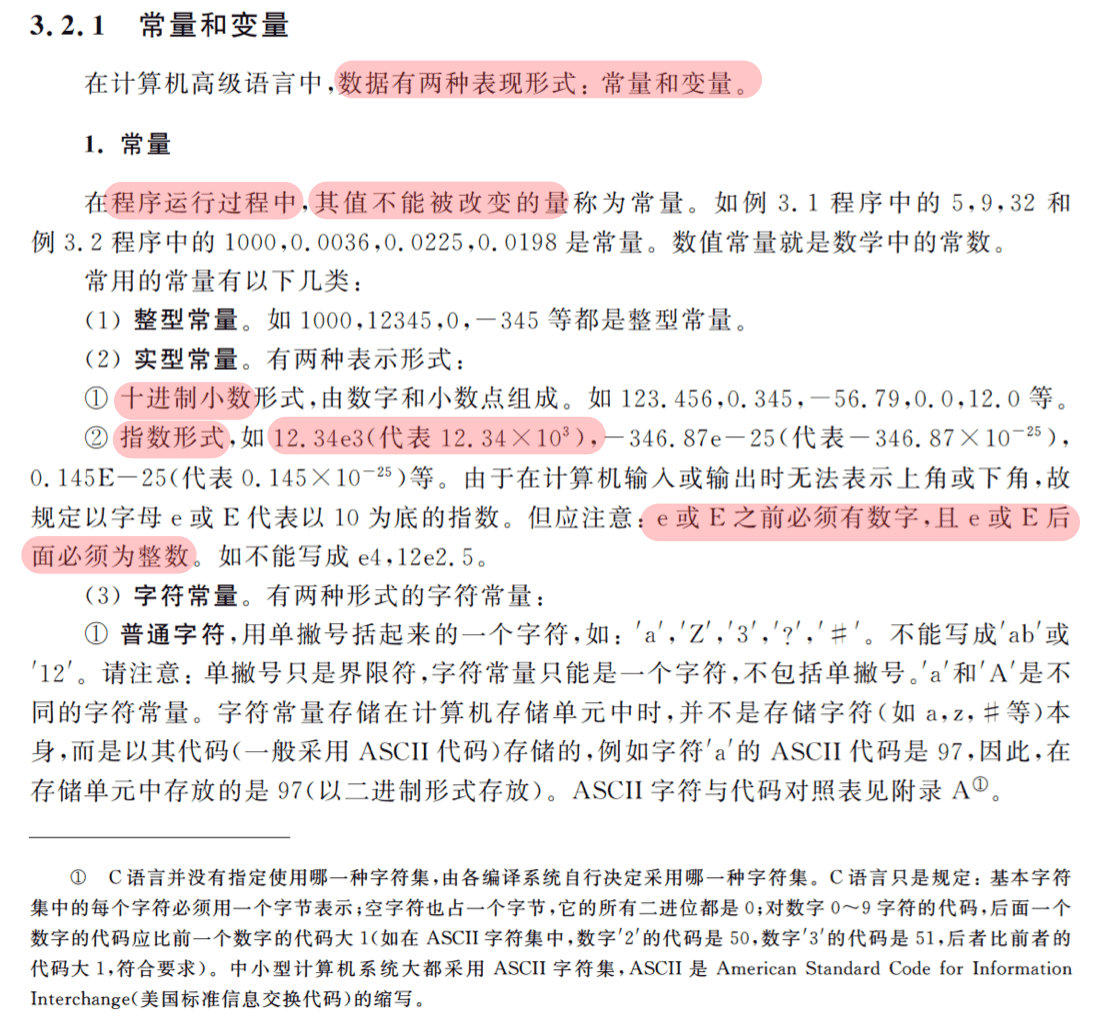 3.2.1 常量和变量
在计算机高级语言中,数据有两种表现形式：常量和变量。
1. 常量
在程序运行过程中,其值不能被改变的量称为常量。如例 3.1 程序中的 5,9,32 和
例 3.2 程序中的 1000,0.0036,0.0225,0.0198 是常量。数值常量就是数学中的常数。
常用的常量有以下几类：
(1) 整型常量。如 1000,12345,0,－345 等都是整型常量。
(2) 实型常量。有两种表示形式：
① 十进制小数形式,由数字和小数点组成。如 123.456,0.345,－56.79,0.0,12.0 等。
② 指数形式,如 12.34e3(代表 12.34×10³),－346.87e－25(代表－346.87×10⁻²⁵),
0.145E－25(代表 0.145×10⁻²⁵)等。由于在计算机输入或输出时无法表示上角或下角,故
规定以字母 e 或 E 代表以 10 为底的指数。但应注意：e 或 E 之前必须有数字,且 e 或 E 后
面必须为整数。如不能写成 e4,12e2.5。
(3) 字符常量。有两种形式的字符常量：
① 普通字符,用单撇号括起来的一个字符,如：'a','Z','3','?','#'。不能写成'ab'或
'12'。请注意：单撇号只是界限符,字符常量只能是一个字符,不包括单撇号。'a'和'A'是不
同的字符常量。字符常量存储在计算机存储单元中时,并不是存储字符(如 a,z,#等)本
身,而是以其代码(一般采用 ASCII 代码)存储的,例如字符'a'的 ASCII 代码是 97,因此,在
存储单元中存放的是 97(以二进制形式存放)。ASCII 字符与代码对照表见附录 A①。
① C 语言并没有指定使用哪一种字符集,由各编译系统自行决定采用哪一种字符集。C 语言只是规定：基本字符
集中的每个字符必须用一个字节表示;空字符也占一个字节,它的所有二进位都是 0;对数字 0～9 字符的代码,后面一个
数字的代码应比前一个数字的代码大 1(如在 ASCII 字符集中,数字'2'的代码是 50,数字'3'的代码是 51,后者比前者的
代码大 1,符合要求)。中小型计算机系统大都采用 ASCII 字符集,ASCII 是 American Standard Code for Information
Interchange(美国标准信息交换代码)的缩写。